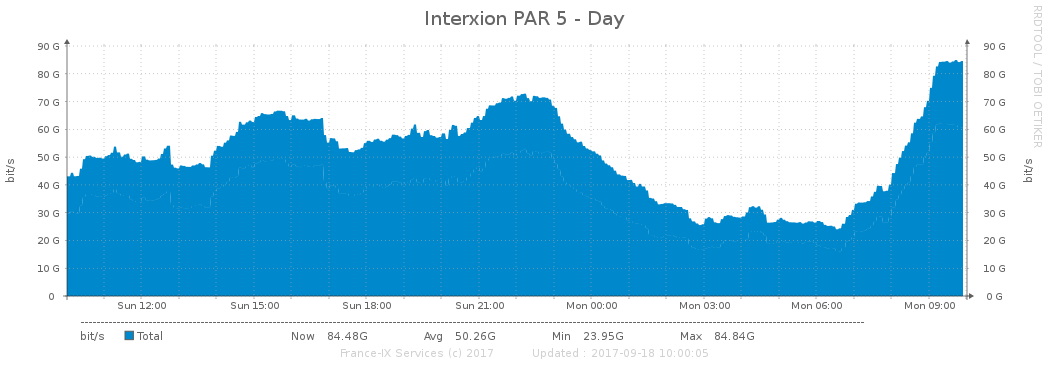 Interxion PAR 5 - Day
RRDTOOL / TOBI OETIKER
bit/s
90 G 90 G
80 G 80 G
70 G 70 G
60 G 60 G
50 G 50 G
40 G 40 G
30 G 30 G
20 G 20 G
10 G 10 G
0 0 G
bit/s
Sun 12:00 Sun 15:00 Sun 18:00 Sun 21:00 Mon 00:00 Mon 03:00 Mon 06:00 Mon 09:00
bit/s Total Now 84.48G Avg 50.26G Min 23.95G Max 84.84G
France-IX Services (c) 2017 Updated : 2017-09-18 10:00:05